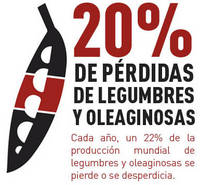 20%
DE PÉRDIDAS
DE LEGUMBRES
Y OLEAGINOSAS
Cada año, un 22% de la
producción mundial de
legumbres y oleaginosas se
pierde o se desperdicia.